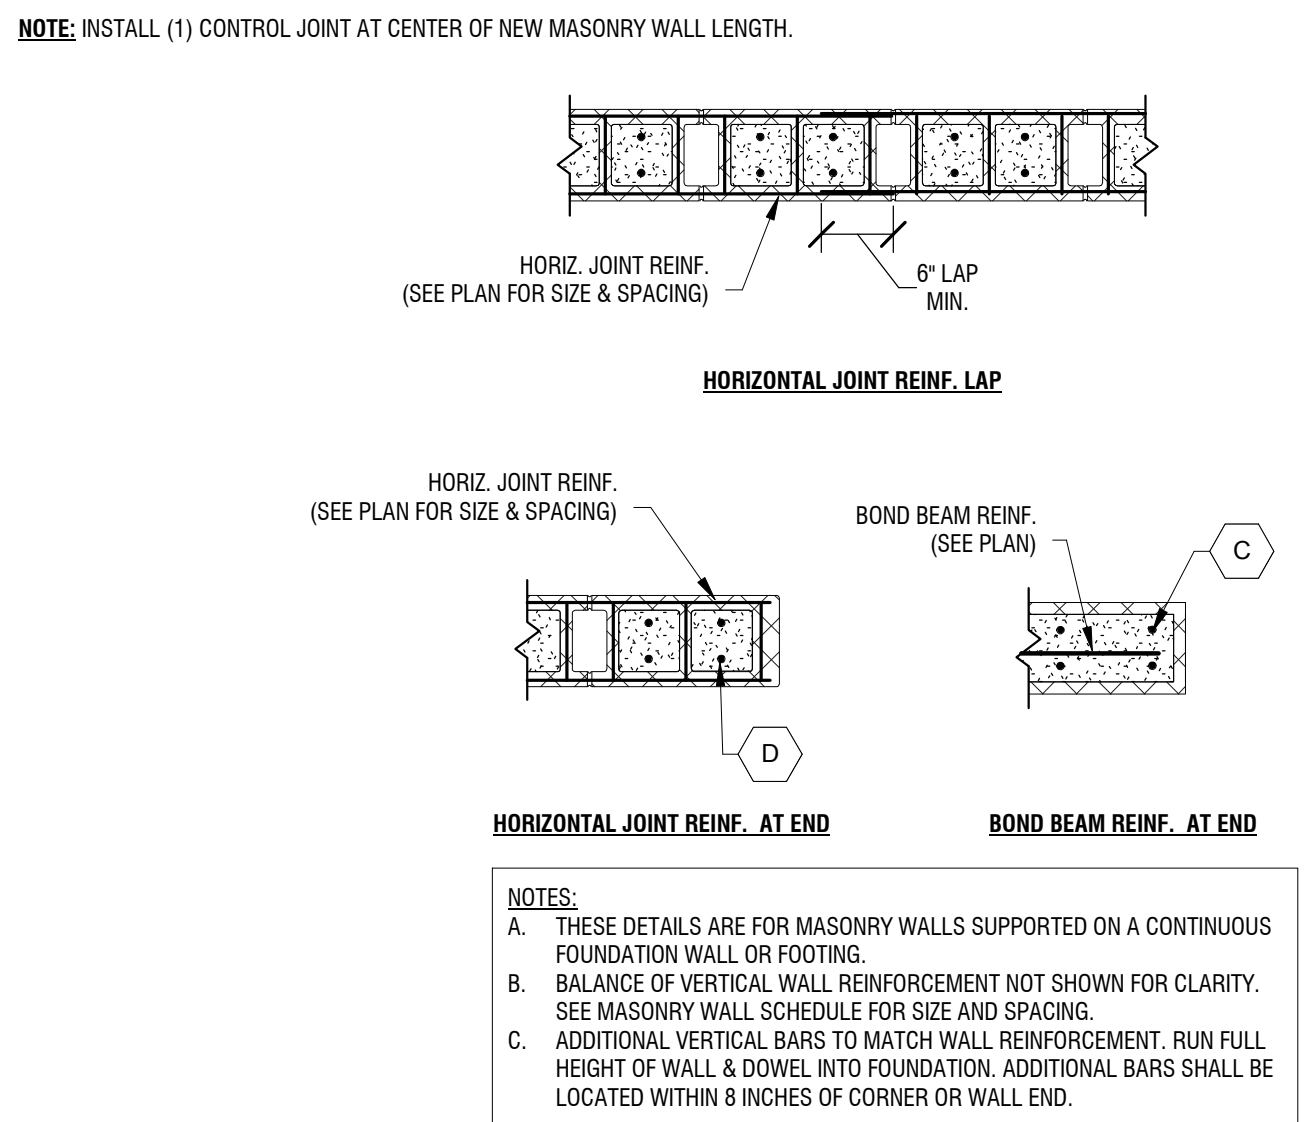 NOTE: INSTALL (1) CONTROL JOINT AT CENTER OF NEW MASONRY WALL LENGTH.
HORIZ. JOINT REINF.
(SEE PLAN FOR SIZE & SPACING)
6" LAP
MIN.
HORIZONTAL JOINT REINF. LAP
HORIZ. JOINT REINF.
(SEE PLAN FOR SIZE & SPACING)
BOND BEAM REINF.
(SEE PLAN)
C
D
HORIZONTAL JOINT REINF. AT END
BOND BEAM REINF. AT END
NOTES:
A. THESE DETAILS ARE FOR MASONRY WALLS SUPPORTED ON A CONTINUOUS
FOUNDATION WALL OR FOOTING.
B. BALANCE OF VERTICAL WALL REINFORCEMENT NOT SHOWN FOR CLARITY.
SEE MASONRY WALL SCHEDULE FOR SIZE AND SPACING.
C. ADDITIONAL VERTICAL BARS TO MATCH WALL REINFORCEMENT. RUN FULL
HEIGHT OF WALL & DOWEL INTO FOUNDATION. ADDITIONAL BARS SHALL BE
LOCATED WITHIN 8 INCHES OF CORNER OR WALL END.